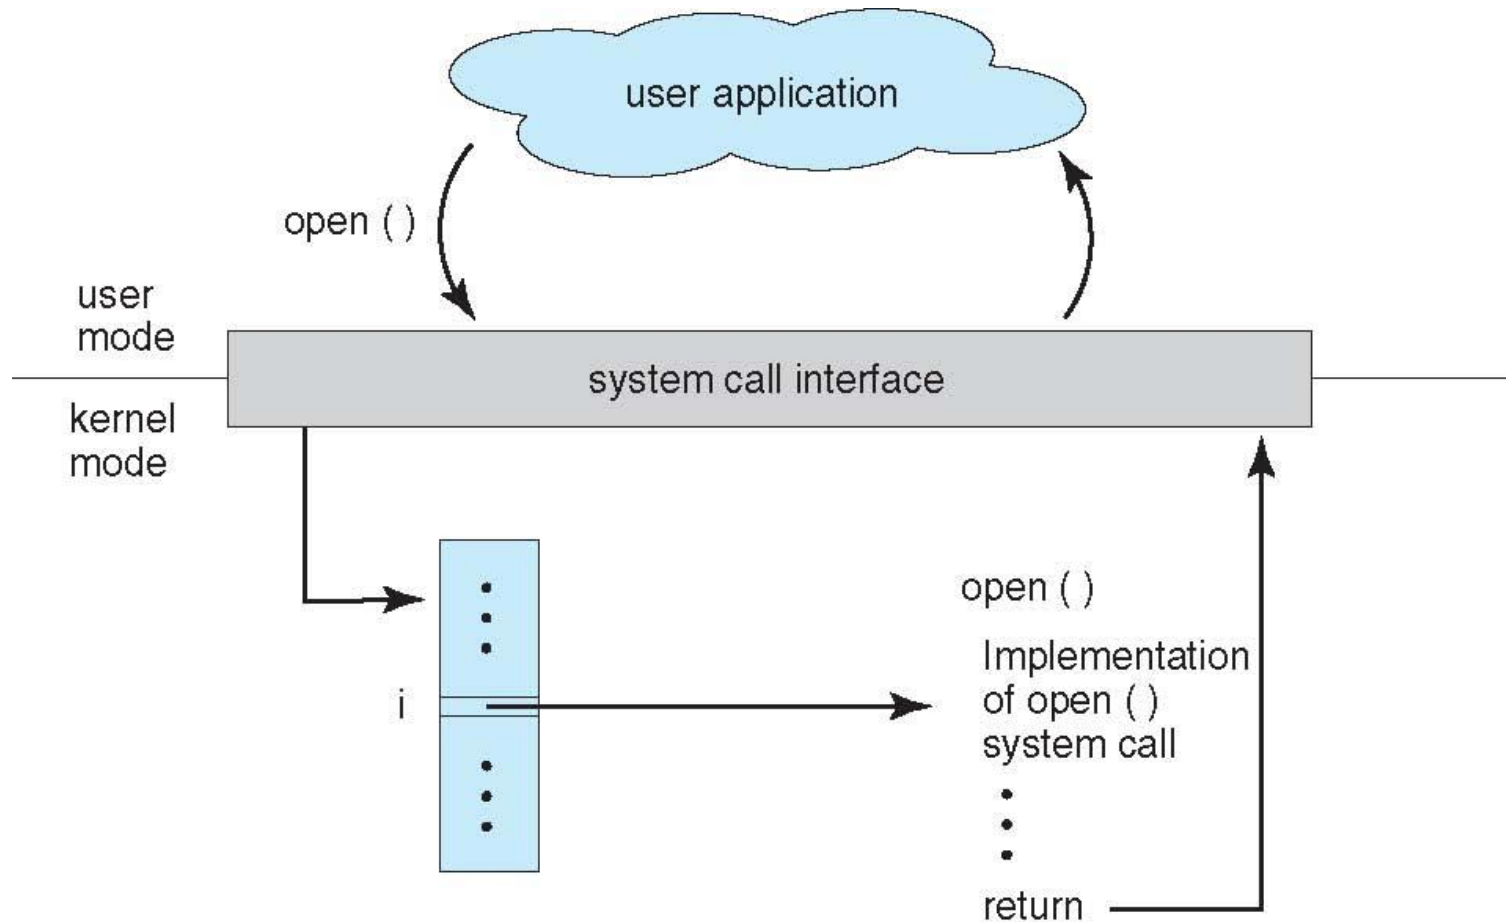 user application
open ( )
user
mode
system call interface
kernel
mode
open ( )
Implementation
of open ( )
system call
i
return